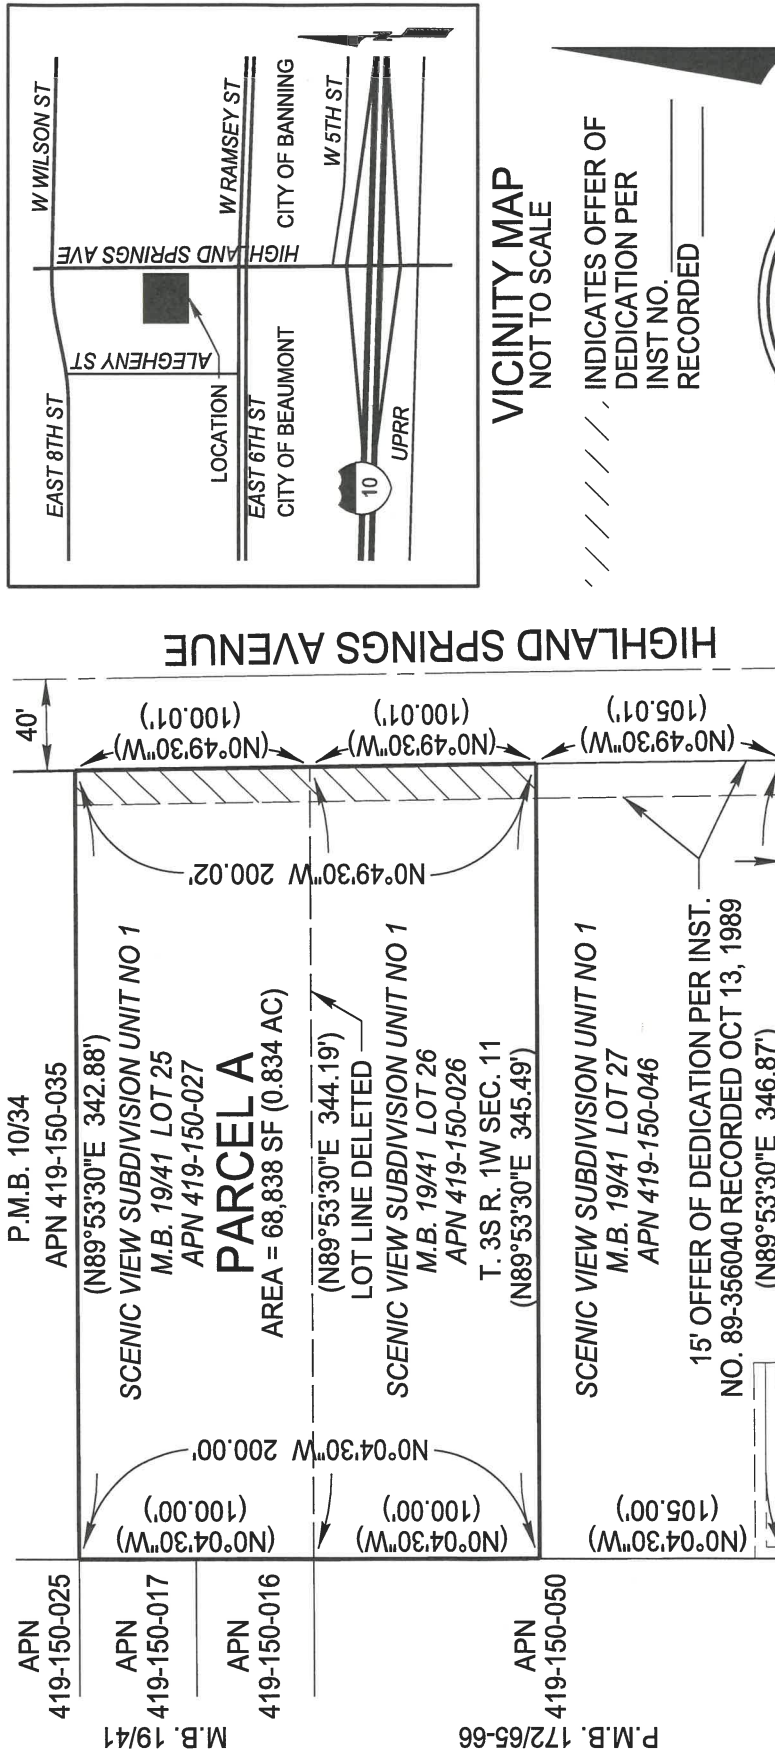 P.M.B. 10/34
APN 419-150-035
(N89°53'30"E 342.88')
SCENIC VIEW SUBDIVISION UNIT NO 1
M.B. 19/41 LOT 25
APN 419-150-027
PARCEL A
AREA = 68,838 SF (0.834 AC)
(N89°53'30"E 344.19')
LOT LINE DELETED
SCENIC VIEW SUBDIVISION UNIT NO 1
M.B. 19/41 LOT 26
APN 419-150-026
T. 3S R. 1W SEC. 11
(N89°53'30"E 345.49')
SCENIC VIEW SUBDIVISION UNIT NO 1
M.B. 19/41 LOT 27
APN 419-150-046
15' OFFER OF DEDICATION PER INST.
NO. 89-356040 RECORDED OCT 13, 1989
(N89°53'30"E 346.87')
APN
419-150-025
APN
419-150-017
APN
419-150-016
APN
419-150-050
M.B. 19/41
P.M.B. 172/65-66
(N0°04'30"W)
(100.00')
(N0°04'30"W)
(100.00')
(N0°04'30"W)
(105.00')
N0°04'30"W 200.00'
N0°49'30"W 200.02'
(N0°49'30"W)
(100.01')
(N0°49'30"W)
(100.01')
(N0°49'30"W)
(105.01')
40'
HIGHLAND SPRINGS AVENUE
EAST 8TH ST
W WILSON ST
ALEGHENY ST
HIGHLAND SPRINGS AVE
LOCATION
W RAMSEY ST
EAST 6TH ST
CITY OF BEAUMONT
CITY OF BANNING
W 5TH ST
10
UPRR
N
VICINITY MAP
NOT TO SCALE
INDICATES OFFER OF
DEDICATION PER
INST NO.
RECORDED